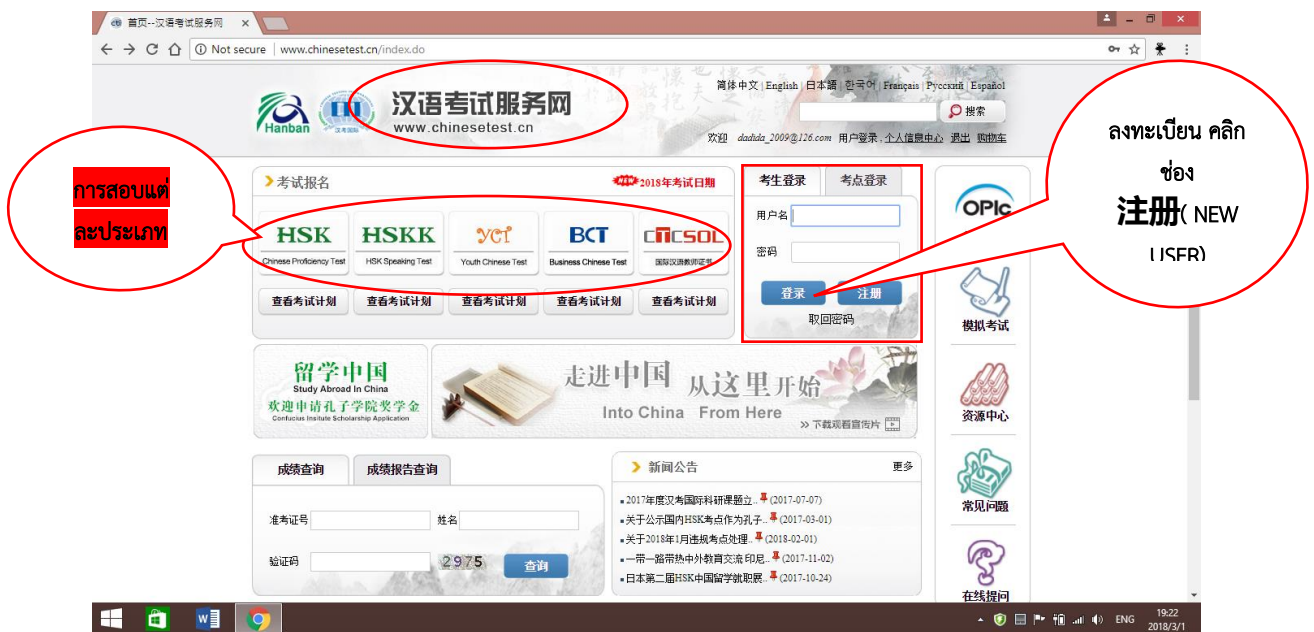 首页--汉语考试服务网
Not secure | www.chinesetest.cn/index.do
简体中文 | English | 日本語 | 한국어 | Français | Русский | Español
Hanban
汉考国际
汉语考试服务网
www.chinesetest.cn
搜索
欢迎 dadida_2009@126.com 用户登录 . 个人信息中心 退出 购物车
ลงทะเบียน คลิก
ช่อง
注册( NEW
USER)
การสอบแต่
ละประเภท
考试报名
NEW 2018年考试日期
HSK
Chinese Proficiency Test
HSKK
HSK Speaking Test
YCT
Youth Chinese Test
BCT
Business Chinese Test
CTCSOL
国际汉语教师证书
查看考试计划 查看考试计划 查看考试计划 查看考试计划 查看考试计划
考生登录 考点登录
用户名
密码
登录 注册
取回密码
OPIc
模拟考试
资源中心
常见问题
在线提问
留学中国
Study Abroad In China
欢迎申请孔子学院奖学金
Confucius Insitute Scholarship Application
走进中国 从这里开始
Into China From Here
>> 下载观看宣传片
成绩查询 成绩报告查询
准考证号 姓名
验证码 2975 查询
新闻公告 更多
2017年度汉考国际科研课题立.. (2017-07-07)
关于公示国内HSK考点作为孔子.. (2017-03-01)
关于2018年1月违规考点处理.. (2018-02-01)
一带一路带热中外教育交流 印尼.. (2017-11-02)
日本第二届HSK中国留学就职展.. (2017-10-24)
ENG
19:22
2018/3/1